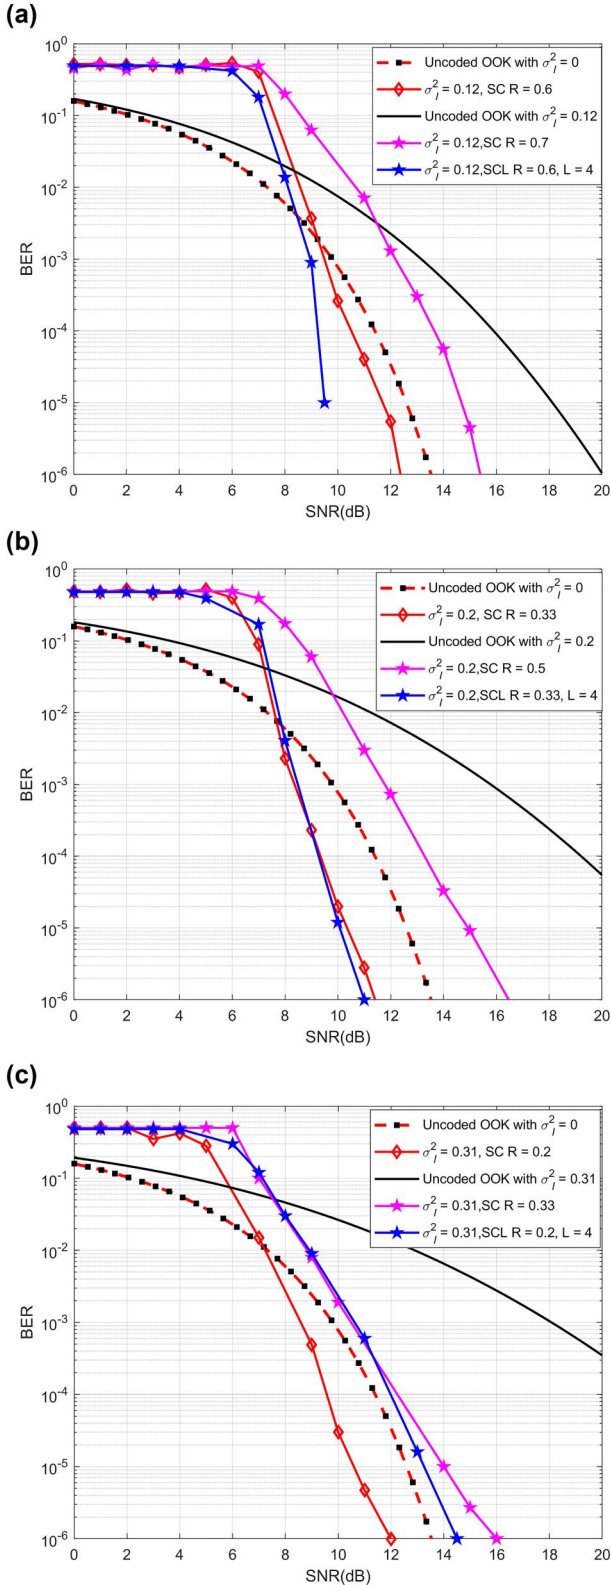 (a)
10^0
10^-1
10^-2
10^-3
10^-4
10^-5
10^-6
BER
Uncoded OOK with σ_I^2 = 0
σ_I^2 = 0.12, SC R = 0.6
Uncoded OOK with σ_I^2 = 0.12
σ_I^2 = 0.12,SC R = 0.7
σ_I^2 = 0.12,SCL R = 0.6, L = 4
0 2 4 6 8 10 12 14 16 18 20
SNR(dB)
(b)
10^0
10^-1
10^-2
10^-3
10^-4
10^-5
10^-6
BER
Uncoded OOK with σ_I^2 = 0
σ_I^2 = 0.2, SC R = 0.33
Uncoded OOK with σ_I^2 = 0.2
σ_I^2 = 0.2,SC R = 0.5
σ_I^2 = 0.2,SCL R = 0.33, L = 4
0 2 4 6 8 10 12 14 16 18 20
SNR(dB)
(c)
10^0
10^-1
10^-2
10^-3
10^-4
10^-5
10^-6
BER
Uncoded OOK with σ_I^2 = 0
σ_I^2 = 0.31, SC R = 0.2
Uncoded OOK with σ_I^2 = 0.31
σ_I^2 = 0.31,SC R = 0.33
σ_I^2 = 0.31,SCL R = 0.2, L = 4
0 2 4 6 8 10 12 14 16 18 20
SNR(dB)